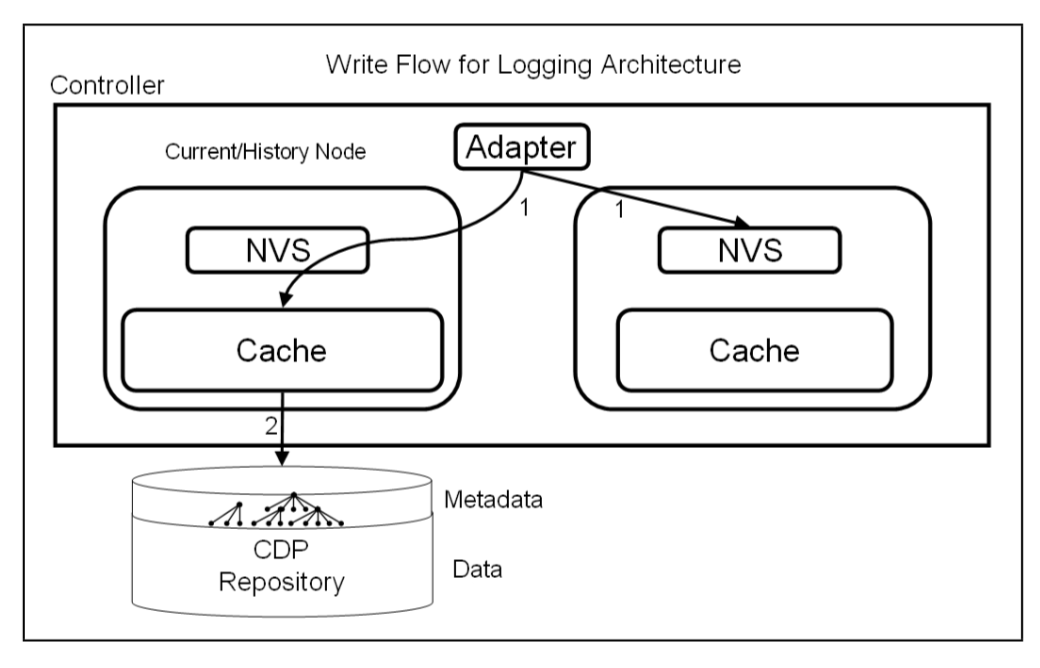 Write Flow for Logging Architecture
Controller
Adapter
Current/History Node
1
1
NVS
NVS
Cache
Cache
2
Metadata
CDP
Repository
Data